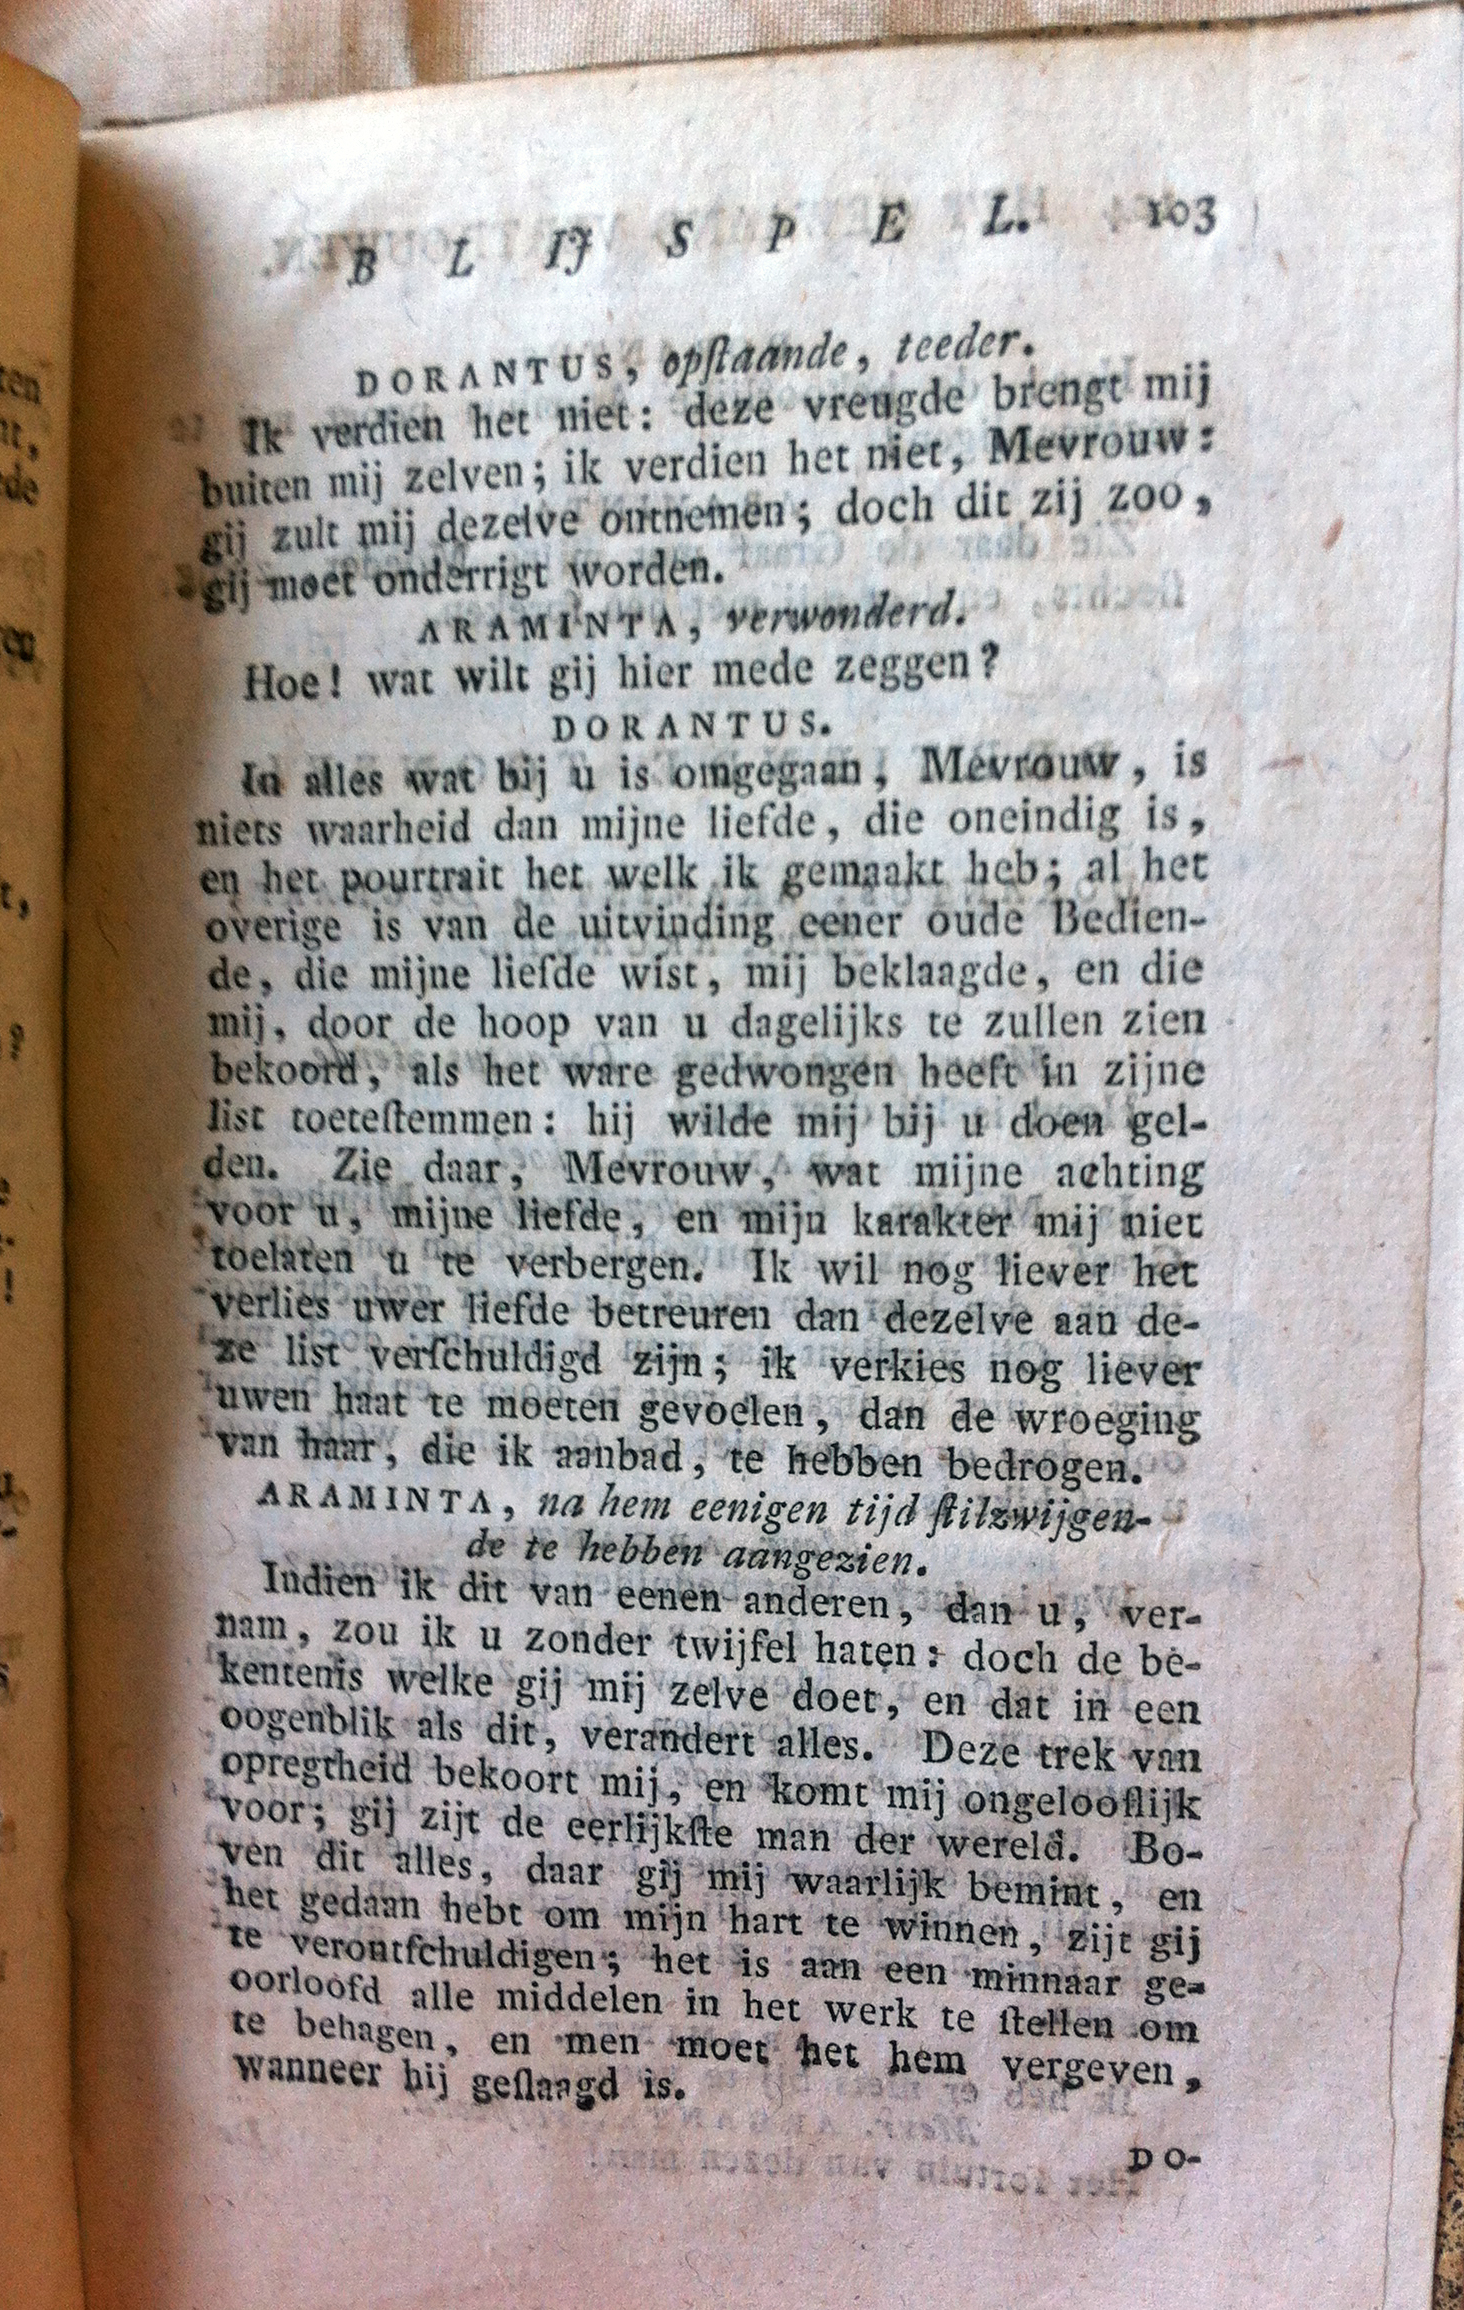 BLIJSPEL. 103
DORANTUS, opſtaande, teeder.
Ik verdien het niet: deze vreugde brengt mij
buiten mij zelven; ik verdien het niet, Mevrouw:
gij zult mij dezelve ontnemen; doch dit zij zoo,
gij moet onderrigt worden.
ARAMINTA, verwonderd.
Hoe! wat wilt gij hier mede zeggen?
DORANTUS.
In alles wat bij u is omgegaan, Mevrouw, is
niets waarheid dan mijne liefde, die oneindig is,
en het pourtrait het welk ik gemaakt heb; al het
overige is van de uitvinding eener oude Bedien-
de, die mijne liefde wist, mij beklaagde, en die
mij, door de hoop van u dagelijks te zullen zien
bekoord, als het ware gedwongen heeft in zijne
list toeteſtemmen: hij wilde mij bij u doen gel-
den. Zie daar, Mevrouw, wat mijne achting
voor u, mijne liefde, en mijn karakter mij niet
toelaten u te verbergen. Ik wil nog liever het
verlies uwer liefde betreuren dan dezelve aan de-
ze list verſchuldigd zijn; ik verkies nog liever
uwen haat te moeten gevoelen, dan de wroeging
van haar, die ik aanbad, te hebben bedrogen.
ARAMINTA, na hem eenigen tijd ſtilzwijgen-
de te hebben aangezien.
Indien ik dit van eenen anderen, dan u, ver-
nam, zou ik u zonder twijfel haten: doch de be-
kentenis welke gij mij zelve doet, en dat in een
oogenblik als dit, verandert alles. Deze trek van
opregtheid bekoort mij, en komt mij ongelooflijk
voor; gij zijt de eerlijkſte man der wereld. Bo-
ven dit alles, daar gij mij waarlijk bemint, en
het gedaan hebt om mijn hart te winnen, zijt gij
te verontſchuldigen; het is aan een minnaar ge-
oorloofd alle middelen in het werk te ſtellen om
te behagen, en men moet het hem vergeven,
wanneer hij geſlaagd is.
DO-